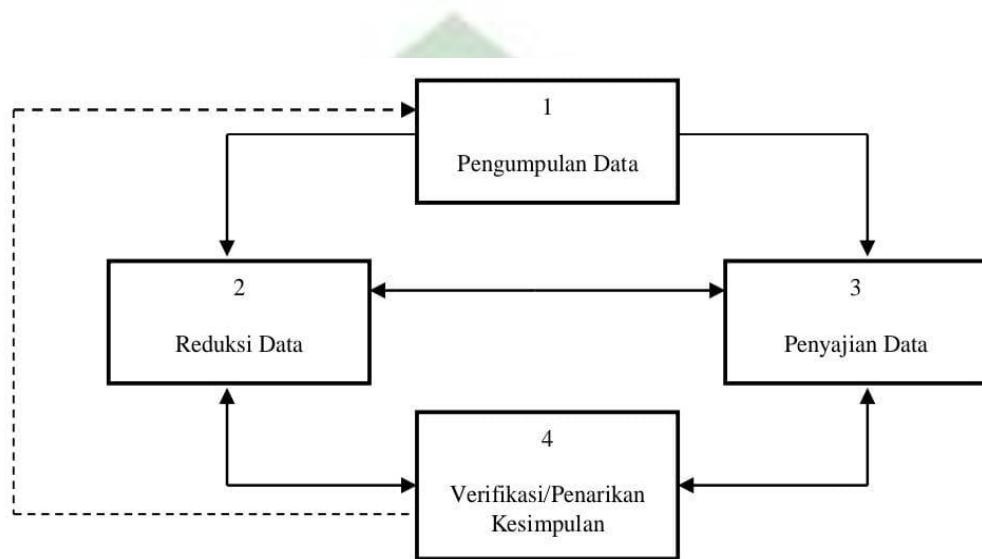 1
Pengumpulan Data
2
Reduksi Data
3
Penyajian Data
4
Verifikasi/Penarikan
Kesimpulan